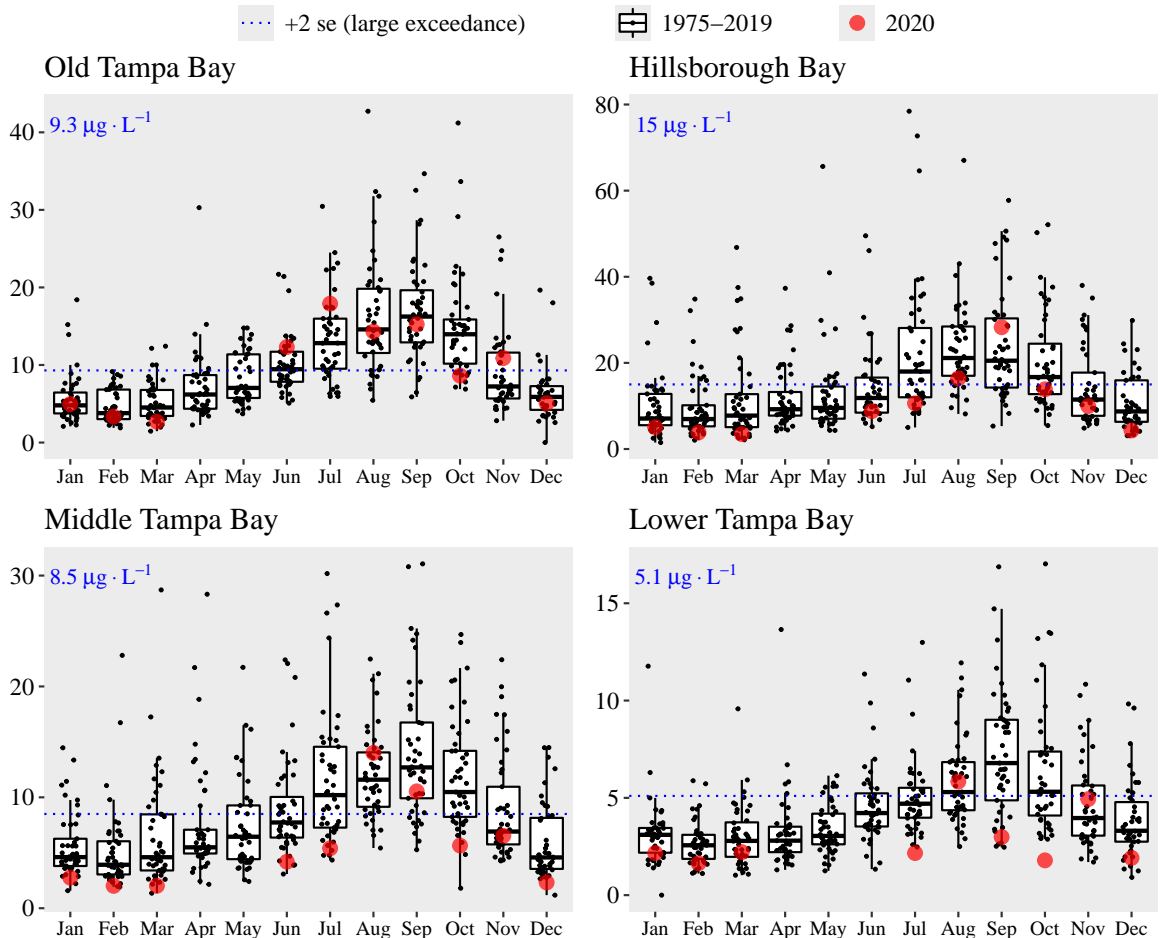 +2 se (large exceedance) 1975–2019 2020
Old Tampa Bay
9.3 μg · L⁻¹
40
30
20
10
0
Jan Feb Mar Apr May Jun Jul Aug Sep Oct Nov Dec
Hillsborough Bay
15 μg · L⁻¹
80
60
40
20
0
Jan Feb Mar Apr May Jun Jul Aug Sep Oct Nov Dec
Middle Tampa Bay
8.5 μg · L⁻¹
30
20
10
0
Jan Feb Mar Apr May Jun Jul Aug Sep Oct Nov Dec
Lower Tampa Bay
5.1 μg · L⁻¹
15
10
5
0
Jan Feb Mar Apr May Jun Jul Aug Sep Oct Nov Dec